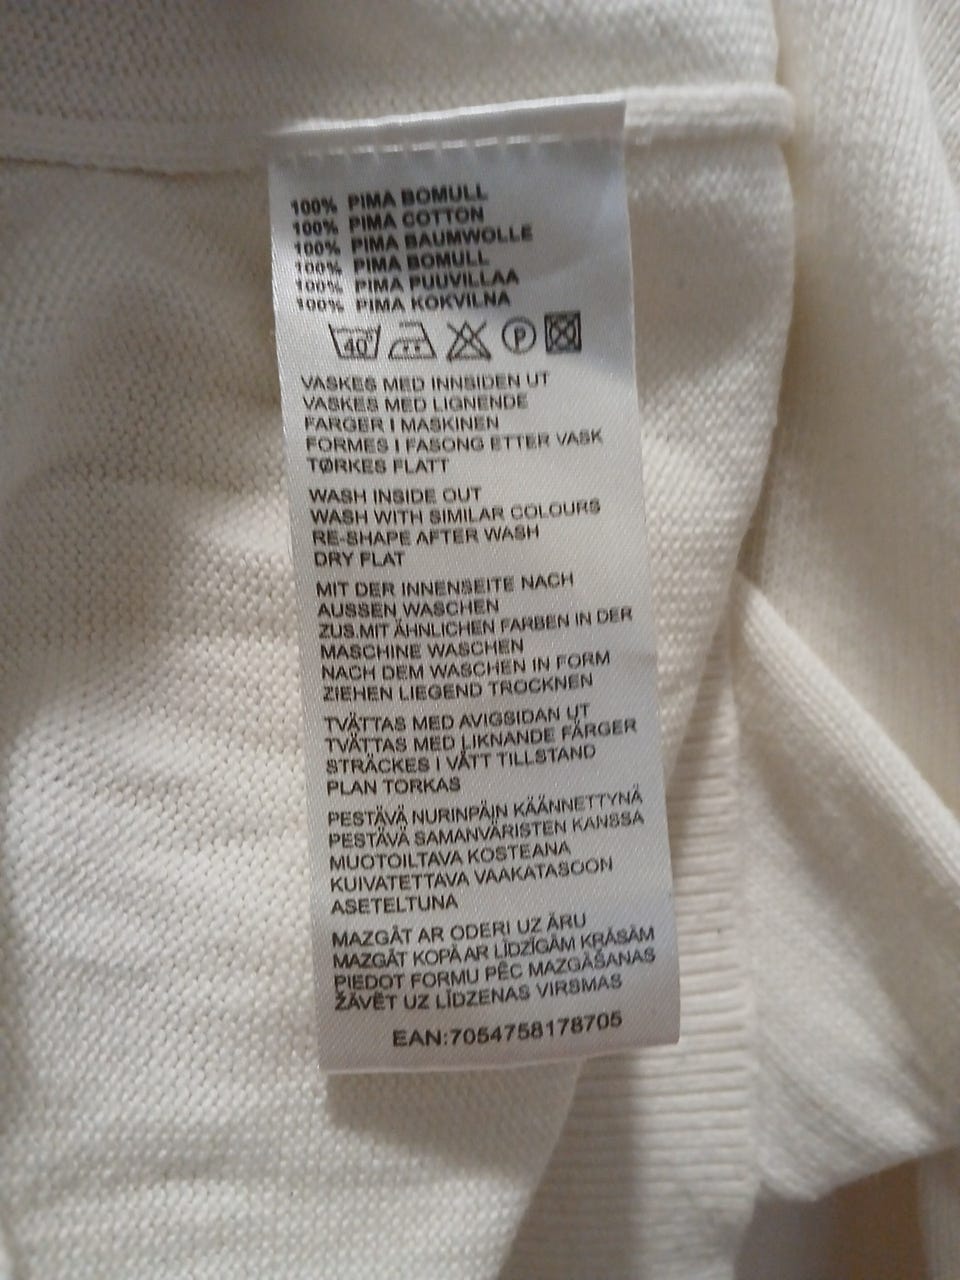 100% PIMA BOMULL
100% PIMA COTTON
100% PIMA BAUMWOLLE
100% PIMA BOMULL
100% PIMA PUUVILLAA
100% PIMA KOKVILNA
40° P
VASKES MED INNSIDEN UT
VASKES MED LIGNENDE
FARGER I MASKINEN
FORMES I FASONG ETTER VASK
TØRKES FLATT
WASH INSIDE OUT
WASH WITH SIMILAR COLOURS
RE-SHAPE AFTER WASH
DRY FLAT
MIT DER INNENSEITE NACH
AUSSEN WASCHEN
ZUS.MIT ÄHNLICHEN FARBEN IN DER
MASCHINE WASCHEN
NACH DEM WASCHEN IN FORM
ZIEHEN LIEGEND TROCKNEN
TVÄTTAS MED AVIGSIDAN UT
TVÄTTAS MED LIKNANDE FÄRGER
STRÄCKES I VÅTT TILLSTAND
PLAN TORKAS
PESTÄVÄ NURINPÄIN KÄÄNNETTYNÄ
PESTÄVÄ SAMANVÄRISTEN KANSSA
MUOTOILTAVA KOSTEANA
KUIVATETTAVA VAAKATASOON
ASETELTUNA
MAZGĀT AR ODERI UZ ĀRU
MAZGĀT KOPĀ AR LĪDZĪGĀM KRĀSĀM
PIEDOT FORMU PĒC MAZGĀŠANAS
ŽĀVĒT UZ LĪDZENAS VIRSMAS
EAN:7054758178705